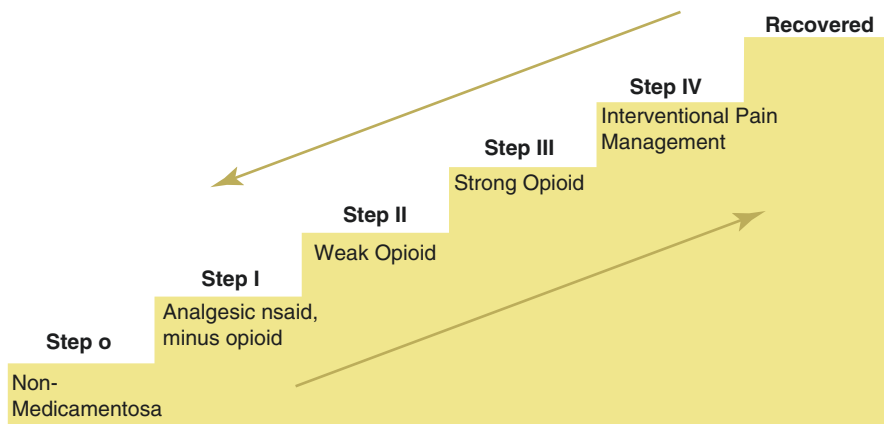 Recovered
Step IV
Interventional Pain
Management
Step III
Strong Opioid
Step II
Weak Opioid
Step I
Analgesic nsaid,
minus opioid
Step o
Non-
Medicamentosa